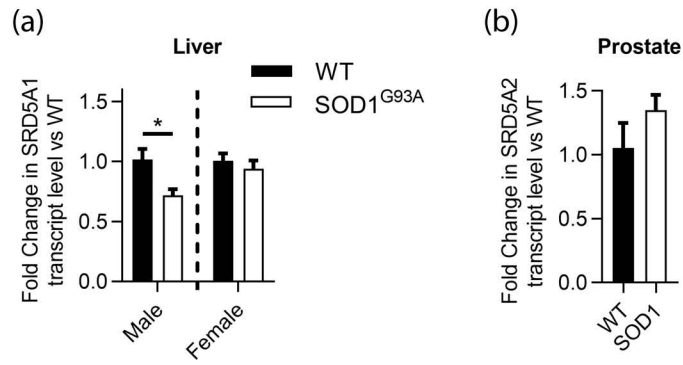 (a)
Liver
Fold Change in SRD5A1
transcript level vs WT
1.5
1.0
0.5
0.0
*
Male
Female
WT
SOD1G93A
(b)
Prostate
Fold Change in SRD5A2
transcript level vs WT
1.5
1.0
0.5
0.0
WT
SOD1